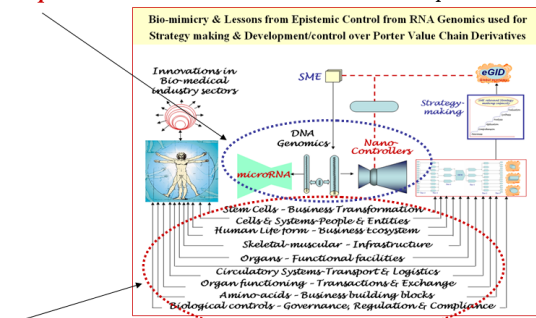 Bio-mimicry & Lessons from Epistemic Control from RNA Genomics used for
Strategy making & Development/control over Porter Value Chain Derivatives
Innovations in
Bio-medical
industry sectors
SME
eGID
Strategy-
making
DNA
Genomics
Nano-
Controllers
microRNA
Stem Cells - Business Transformation
Cells & Systems-People & Entities
Human Life form - Business Ecosystem
Skeletal-muscular - Infrastructure
Organs - Functional facilities
Circulatory Systems-Transport & Logistics
Organ functioning - Transactions & Exchange
Amino-acids - Business building blocks
Biological controls - Governance, Regulation & Compliance